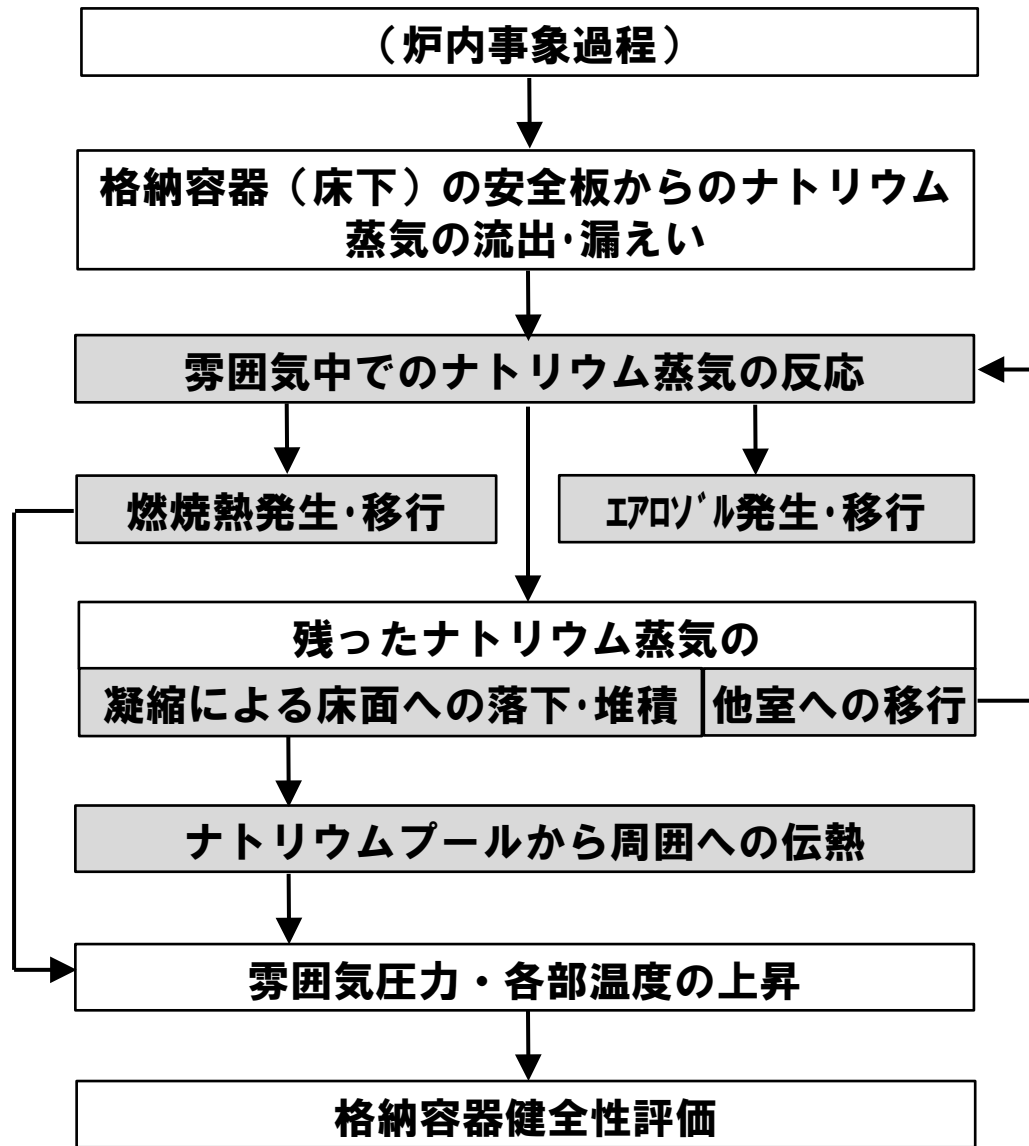 （炉内事象過程）
格納容器（床下）の安全板からのナトリウム
蒸気の流出･漏えい
雰囲気中でのナトリウム蒸気の反応
燃焼熱発生･移行
ｴｱﾛｿﾞﾙ発生･移行
残ったナトリウム蒸気の
凝縮による床面への落下･堆積
他室への移行
ナトリウムプールから周囲への伝熱
雰囲気圧力・各部温度の上昇
格納容器健全性評価